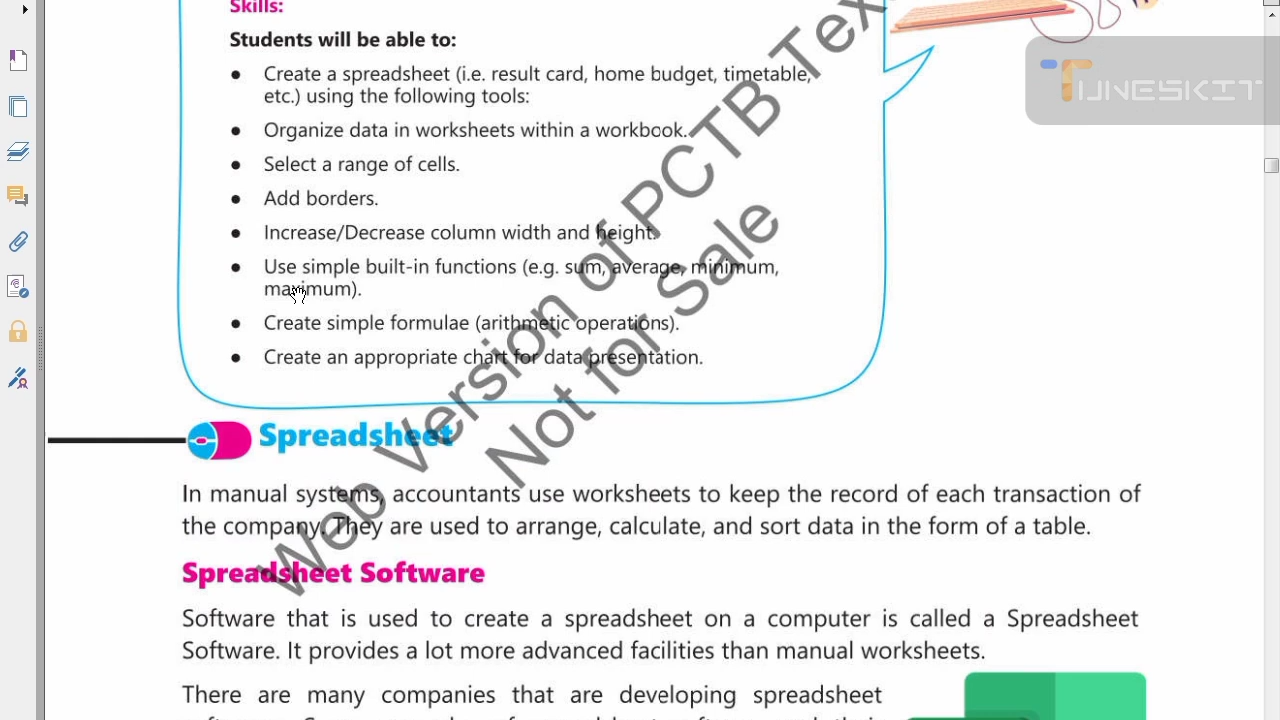 Skills:
Students will be able to:
● Create a spreadsheet (i.e. result card, home budget, timetable,
etc.) using the following tools:
● Organize data in worksheets within a workbook.
● Select a range of cells.
● Add borders.
● Increase/Decrease column width and height.
● Use simple built-in functions (e.g. sum, average, minimum,
maximum).
● Create simple formulae (arithmetic operations).
● Create an appropriate chart for data presentation.
Web Version of PCTB
Not for Sale
TUNESKIT
Spreadsheet
In manual systems, accountants use worksheets to keep the record of each transaction of
the company. They are used to arrange, calculate, and sort data in the form of a table.
Spreadsheet Software
Software that is used to create a spreadsheet on a computer is called a Spreadsheet
Software. It provides a lot more advanced facilities than manual worksheets.
There are many companies that are developing spreadsheet